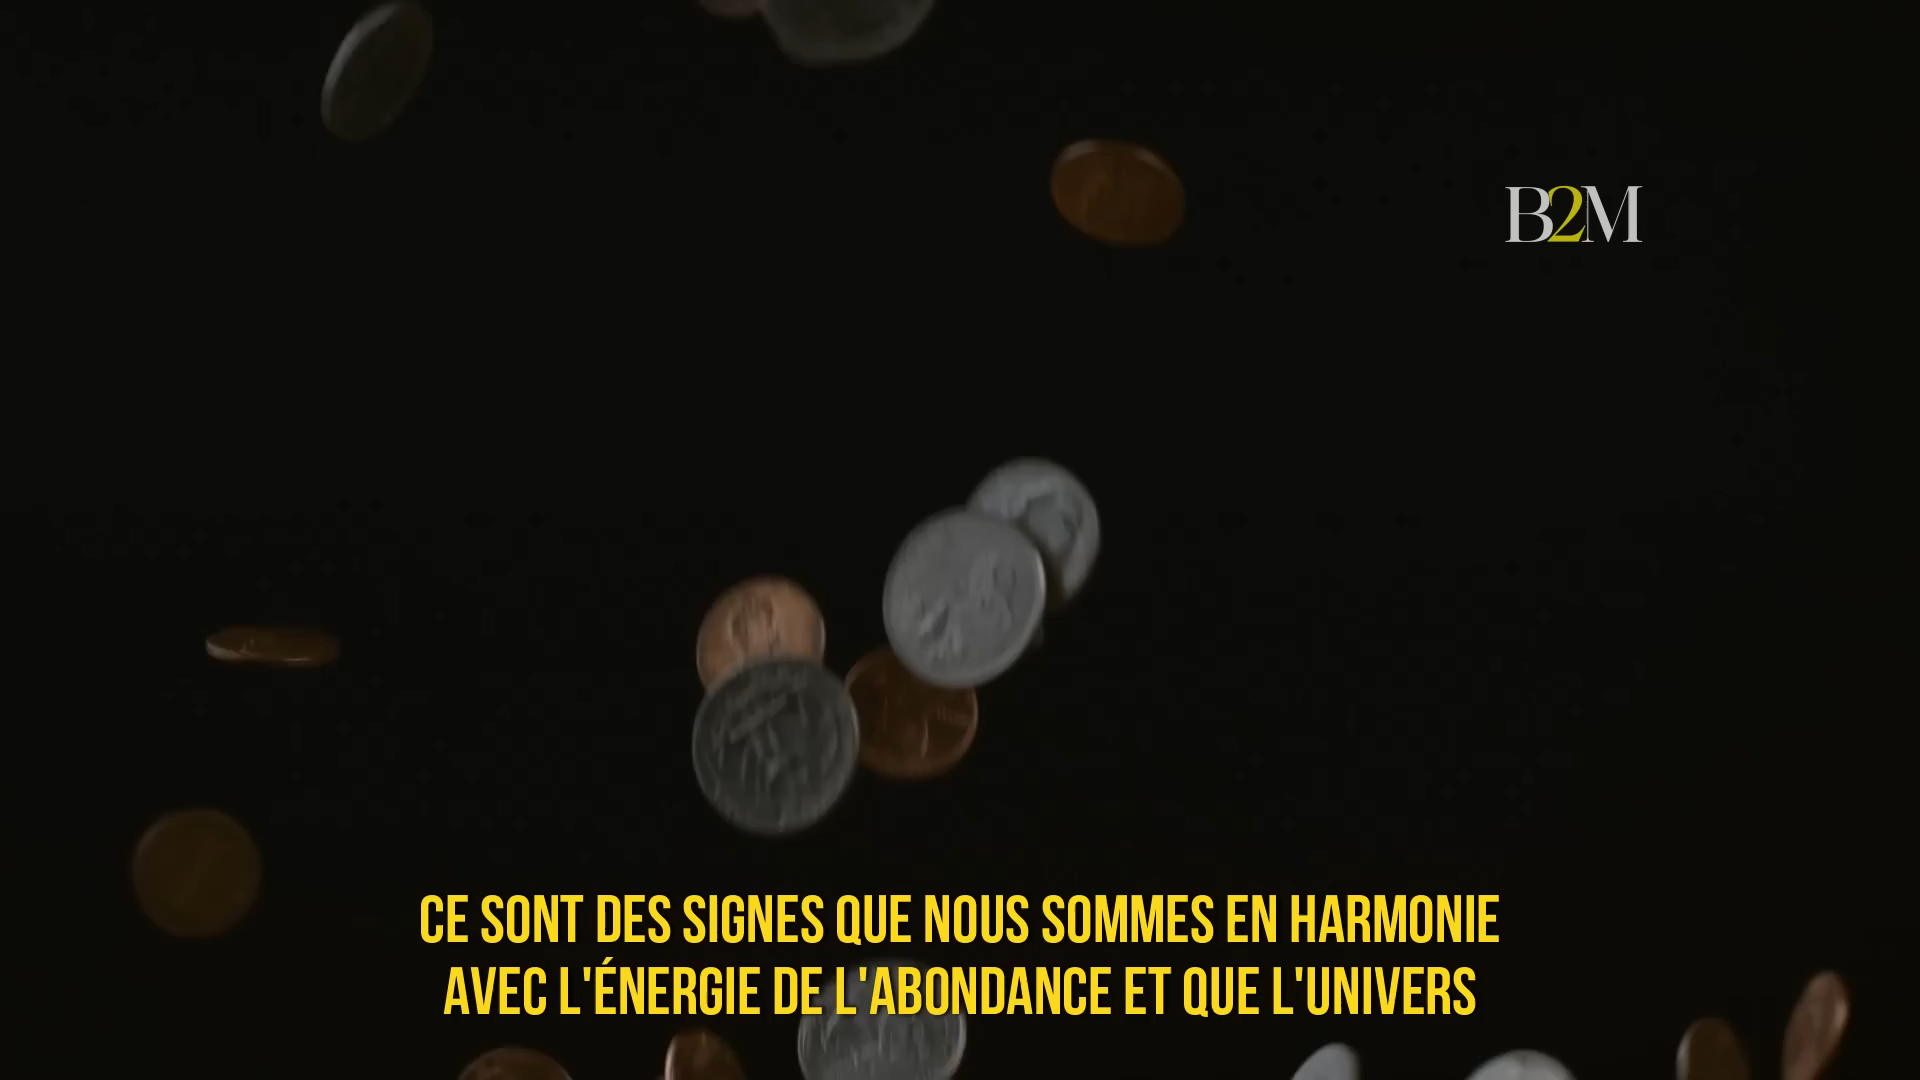 B2M
CE SONT DES SIGNES QUE NOUS SOMMES EN HARMONIE
AVEC L'ÉNERGIE DE L'ABONDANCE ET QUE L'UNIVERS